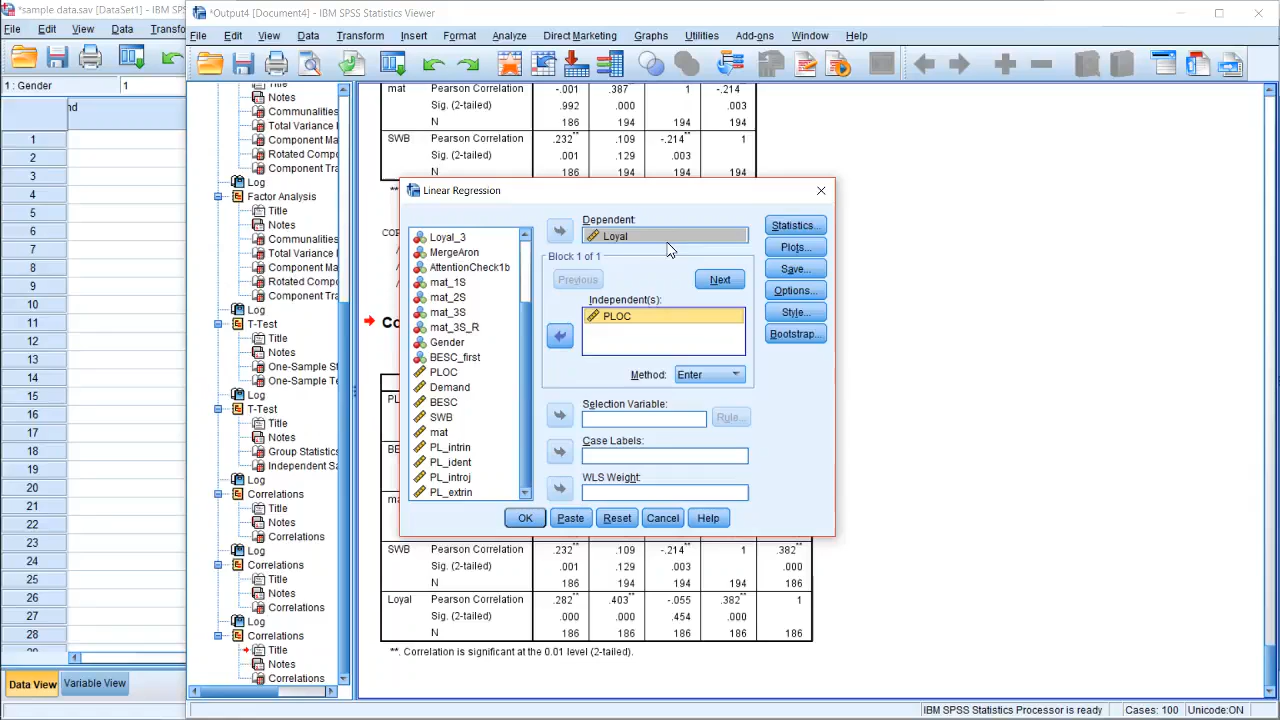 *sample data.sav [DataSet1] - IBM SPSS
File Edit View Data Transfo
1 : Gender 1
nd
1
2
3
4
5
6
7
8
9
10
11
12
13
14
15
16
17
18
19
20
21
22
23
24
25
26
27
28
Data View Variable View
*Output4 [Document4] - IBM SPSS Statistics Viewer
File Edit View Data Transform Insert Format Analyze Direct Marketing Graphs Utilities Add-ons Window Help
Title
Notes
Communalities
Total Variance
Component Ma
Rotated Compo
Component Tra
Log
Factor Analysis
Title
Notes
Communalities
Total Variance
Component Ma
Rotated Compo
Component Tra
Log
T-Test
Title
Notes
One-Sample St
One-Sample Te
Log
T-Test
Title
Notes
Group Statistics
Independent Sa
Log
Correlations
Title
Notes
Correlations
Log
Correlations
Title
Notes
Correlations
Log
Correlations
Title
Notes
Correlations
mat Pearson Correlation -.001 .387** 1 -.214**
Sig. (2-tailed) .992 .000 .003
N 186 194 194 194
SWB Pearson Correlation .232** .109 -.214** 1
Sig. (2-tailed) .001 .129 .003
N 186 194 194 194
**.
COR
Co
PL
BE
ma
Linear Regression
Loyal_3
MergeAron
AttentionCheck1b
mat_1S
mat_2S
mat_3S
mat_3S_R
Gender
BESC_first
PLOC
Demand
BESC
SWB
mat
PL_intrin
PL_ident
PL_introj
PL_extrin
Dependent:
Loyal
Block 1 of 1
Previous Next
Independent(s):
PLOC
Method: Enter
Selection Variable:
Rule...
Case Labels:
WLS Weight:
Statistics...
Plots...
Save...
Options...
Style...
Bootstrap...
OK Paste Reset Cancel Help
SWB Pearson Correlation .232** .109 -.214** 1 .382**
Sig. (2-tailed) .001 .129 .003 .000
N 186 194 194 194 186
Loyal Pearson Correlation .282** .403** -.055 .382** 1
Sig. (2-tailed) .000 .000 .454 .000
N 186 186 186 186 186
**. Correlation is significant at the 0.01 level (2-tailed).
IBM SPSS Statistics Processor is ready Cases: 100 Unicode:ON